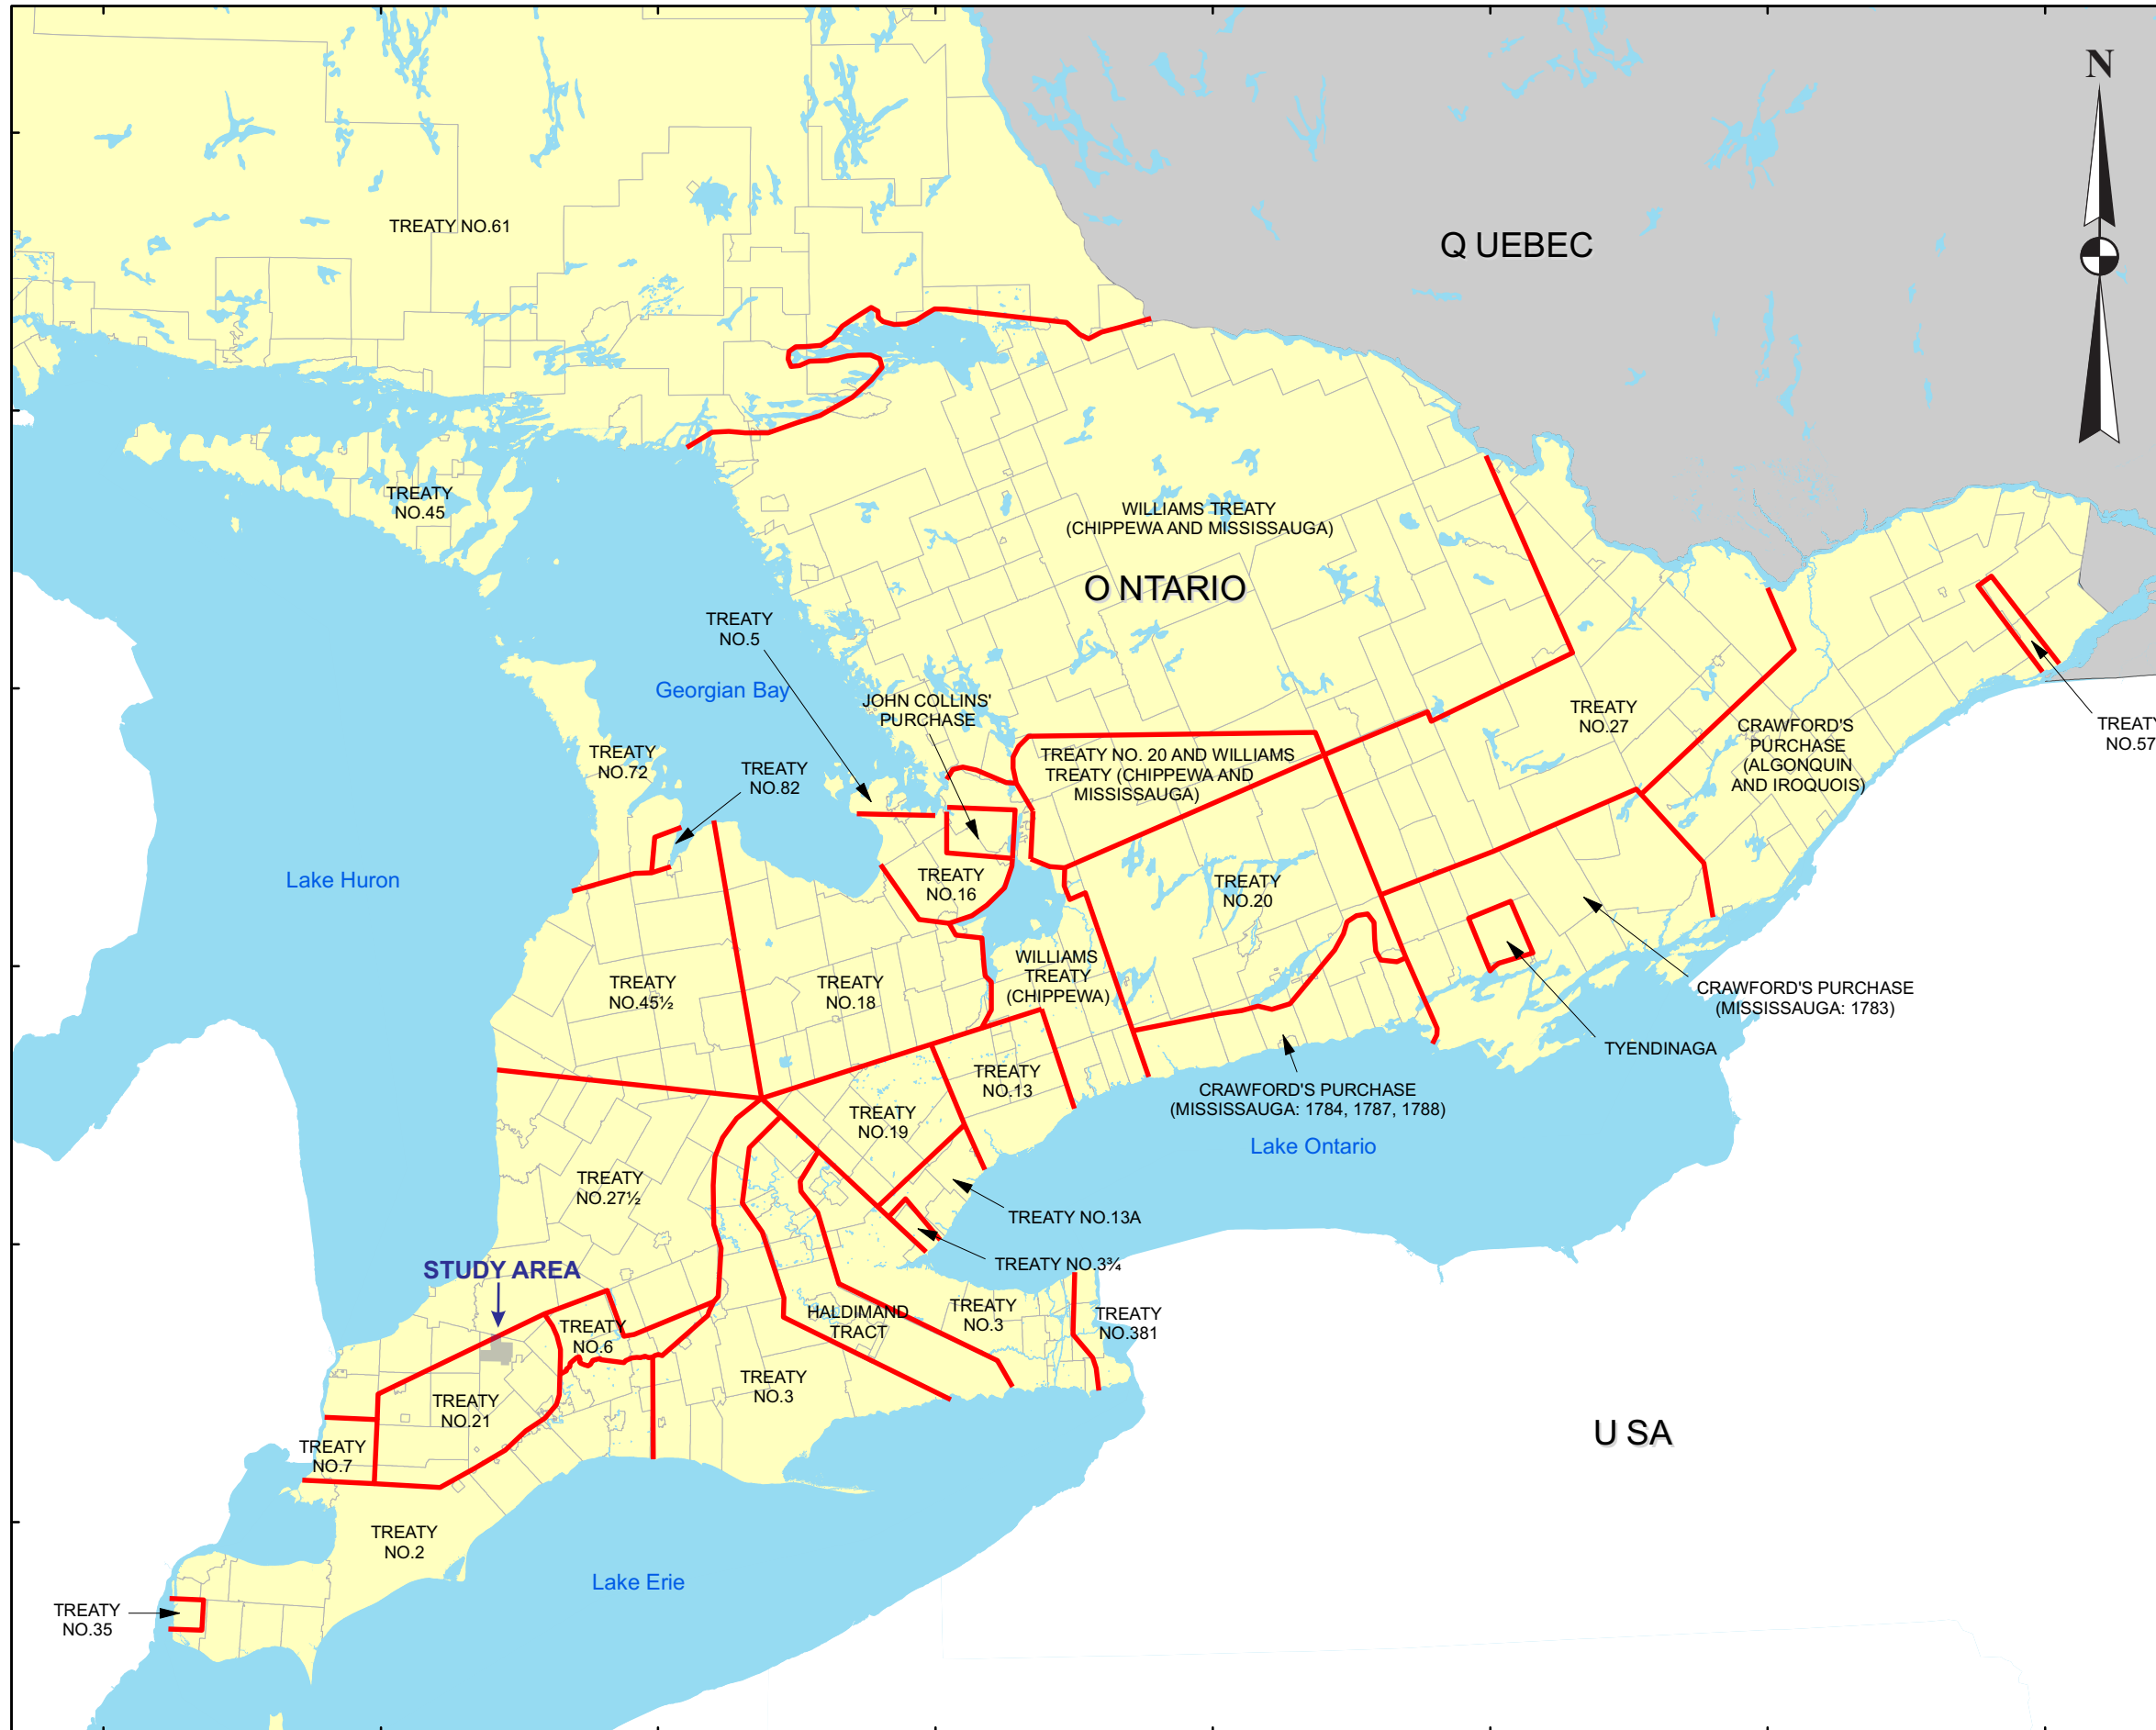 N
TREATY NO.61
Q UEBEC
TREATY
NO.45
WILLIAMS TREATY
(CHIPPEWA AND MISSISSAUGA)
O NTARIO
TREATY
NO.5
Georgian Bay
JOHN COLLINS'
PURCHASE
TREATY
NO.27
CRAWFORD'S
PURCHASE
(ALGONQUIN
AND IROQUOIS)
TREATY
NO.57
TREATY
NO.72
TREATY
NO.82
TREATY NO. 20 AND WILLIAMS
TREATY (CHIPPEWA AND
MISSISSAUGA)
Lake Huron
TREATY
NO.16
TREATY
NO.20
TREATY
NO.45½
TREATY
NO.18
WILLIAMS
TREATY
(CHIPPEWA)
CRAWFORD'S PURCHASE
(MISSISSAUGA: 1783)
TYENDINAGA
TREATY
NO.13
CRAWFORD'S PURCHASE
(MISSISSAUGA: 1784, 1787, 1788)
TREATY
NO.19
Lake Ontario
TREATY
NO.27½
TREATY NO.13A
TREATY NO.3¾
STUDY AREA
HALDIMAND
TRACT
TREATY
NO.3
TREATY
NO.381
TREATY
NO.6
TREATY
NO.3
TREATY
NO.21
TREATY
NO.7
U SA
TREATY
NO.2
Lake Erie
TREATY
NO.35